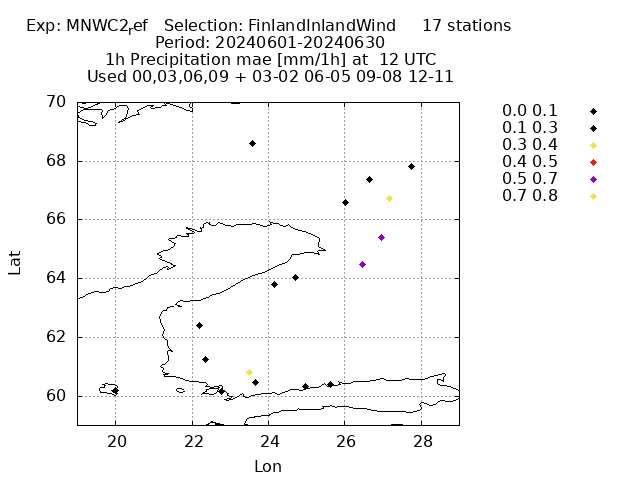 Exp: MNWC2ref   Selection: FinlandInlandWind     17 stations
Period: 20240601-20240630
1h Precipitation mae [mm/1h] at  12 UTC
Used 00,03,06,09 + 03-02 06-05 09-08 12-11
0.0 0.1
0.1 0.3
0.3 0.4
0.4 0.5
0.5 0.7
0.7 0.8
70
68
66
64
62
60
Lat
20 22 24 26 28
Lon